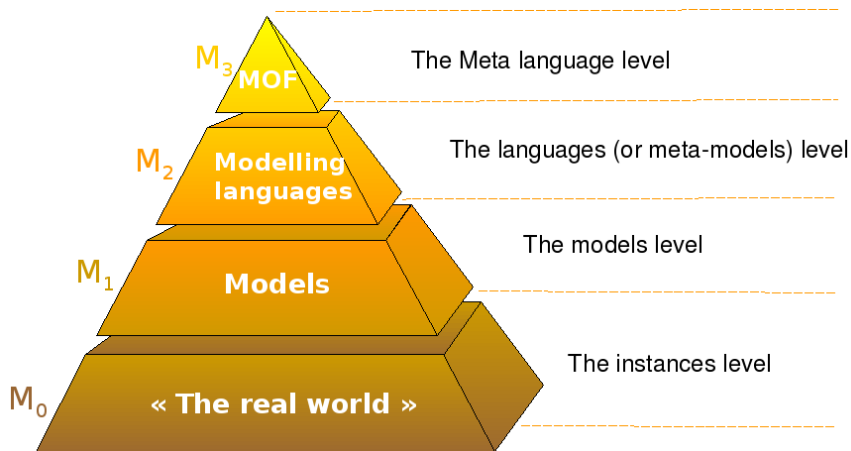 M3
MOF
The Meta language level
M2
Modelling
languages
The languages (or meta-models) level
M1
Models
The models level
M0
« The real world »
The instances level